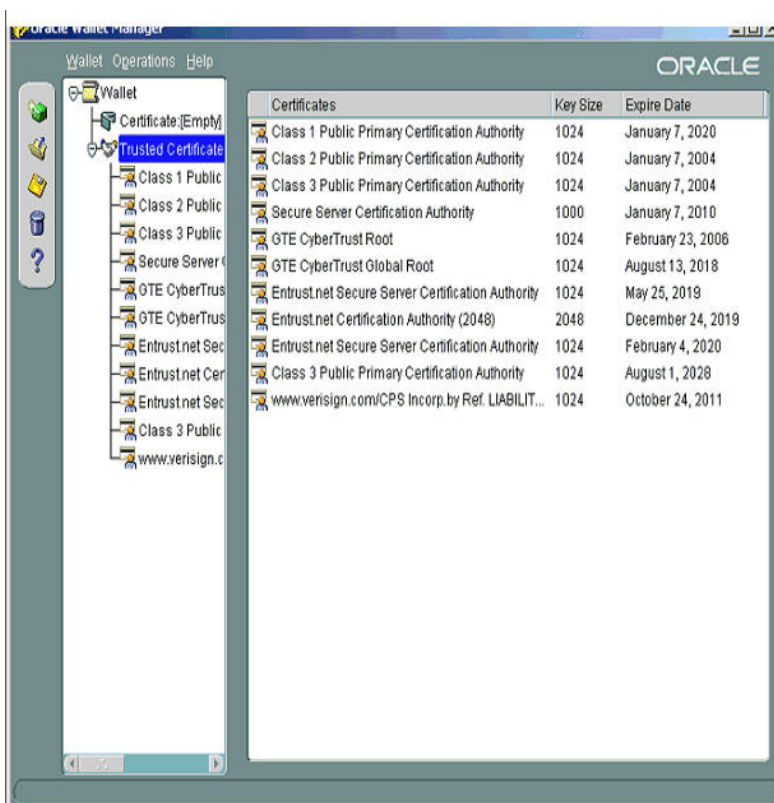 Oracle Wallet Manager
Wallet Operations Help
ORACLE
Wallet
Certificate:[Empty]
Trusted Certificate
Class 1 Public
Class 2 Public
Class 3 Public
Secure Server
GTE CyberTrus
GTE CyberTrus
Entrust.net Sec
Entrust.net Cer
Entrust.net Sec
Class 3 Public
www.verisign.c
Certificates Key Size Expire Date
Class 1 Public Primary Certification Authority 1024 January 7, 2020
Class 2 Public Primary Certification Authority 1024 January 7, 2004
Class 3 Public Primary Certification Authority 1024 January 7, 2004
Secure Server Certification Authority 1000 January 7, 2010
GTE CyberTrust Root 1024 February 23, 2006
GTE CyberTrust Global Root 1024 August 13, 2018
Entrust.net Secure Server Certification Authority 1024 May 25, 2019
Entrust.net Certification Authority (2048) 2048 December 24, 2019
Entrust.net Secure Server Certification Authority 1024 February 4, 2020
Class 3 Public Primary Certification Authority 1024 August 1, 2028
www.verisign.com/CPS Incorp.by Ref. LIABILIT... 1024 October 24, 2011